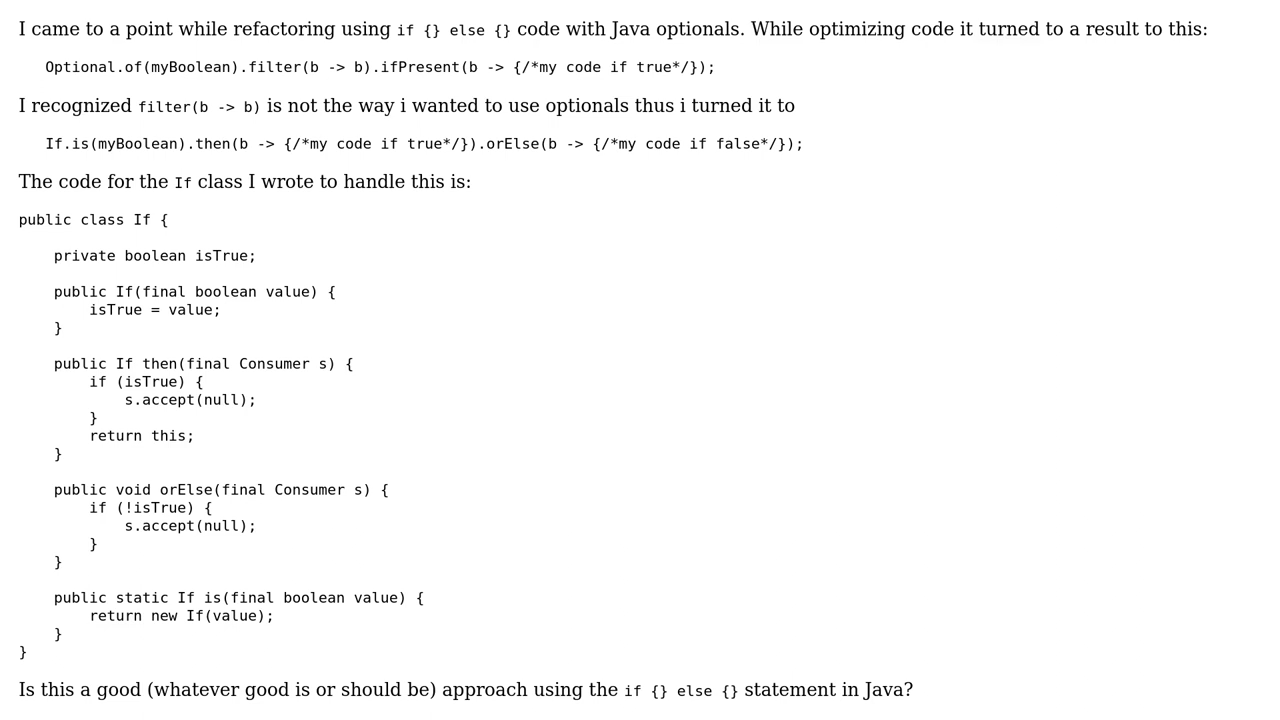 I came to a point while refactoring using if {} else {} code with Java optionals. While optimizing code it turned to a result to this:
Optional.of(myBoolean).filter(b -> b).ifPresent(b -> {/*my code if true*/});
I recognized filter(b -> b) is not the way i wanted to use optionals thus i turned it to
If.is(myBoolean).then(b -> {/*my code if true*/}).orElse(b -> {/*my code if false*/});
The code for the If class I wrote to handle this is:
public class If {
    private boolean isTrue;
    public If(final boolean value) {
        isTrue = value;
    }
    public If then(final Consumer s) {
        if (isTrue) {
            s.accept(null);
        }
        return this;
    }
    public void orElse(final Consumer s) {
        if (!isTrue) {
            s.accept(null);
        }
    }
    public static If is(final boolean value) {
        return new If(value);
    }
}
Is this a good (whatever good is or should be) approach using the if {} else {} statement in Java?